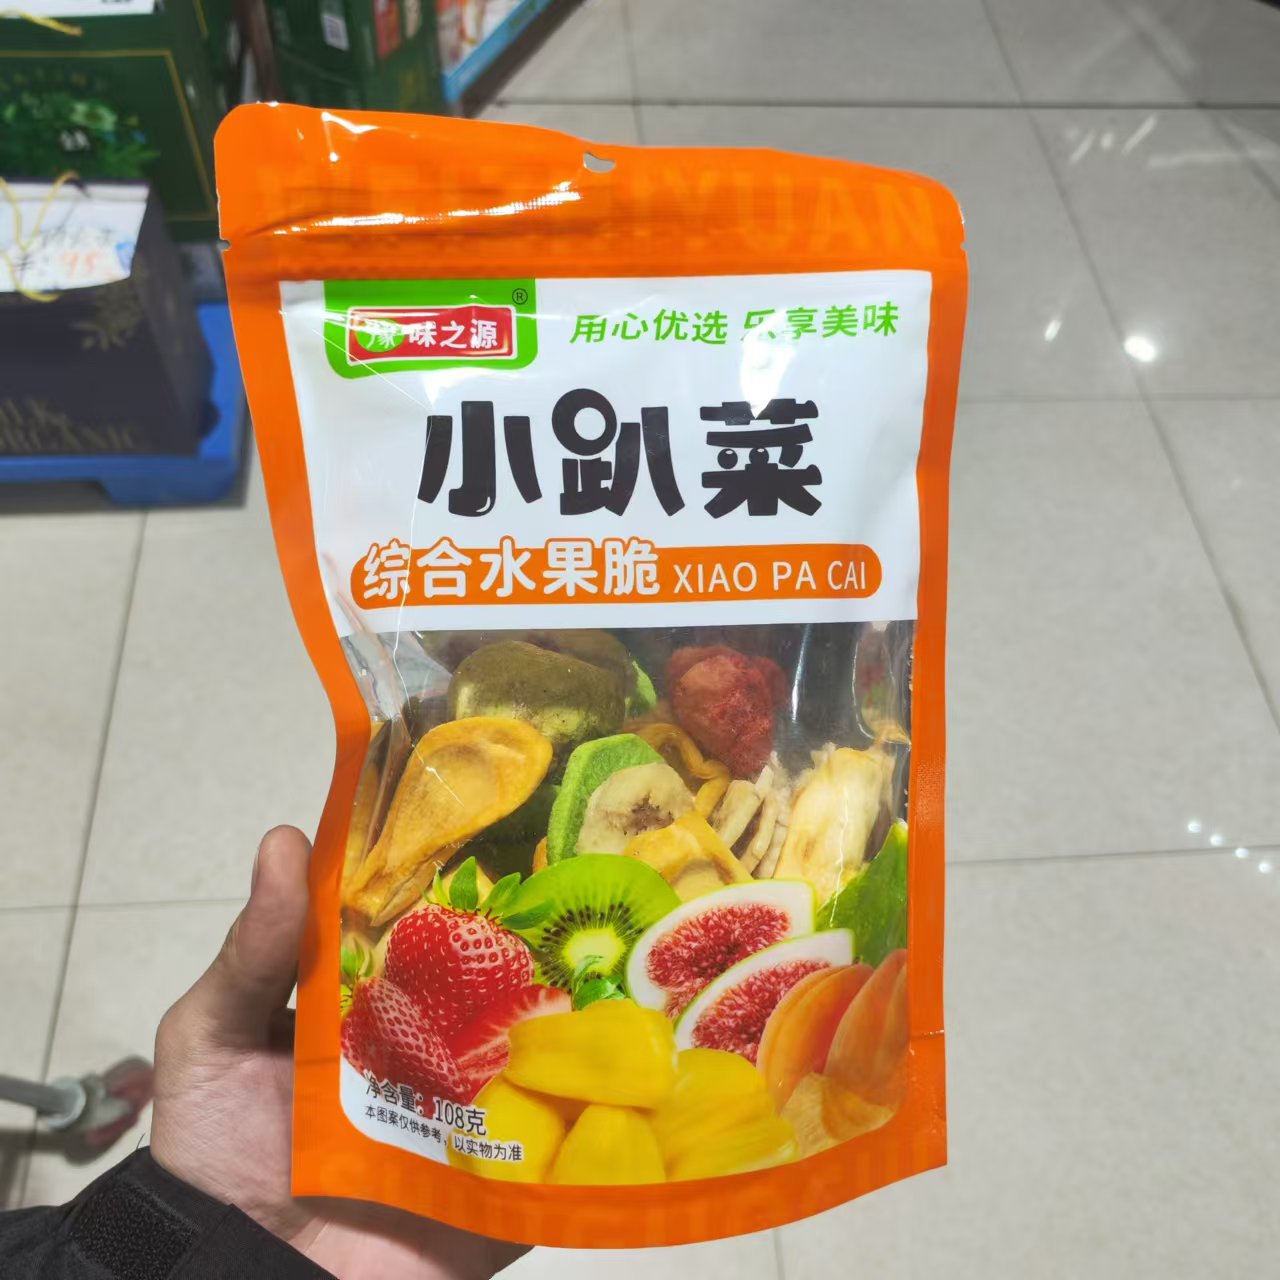 豫味之源
®
用心优选 乐享美味
小趴菜
综合水果脆 XIAO PA CAI
净含量：108克
本图案仅供参考，以实物为准